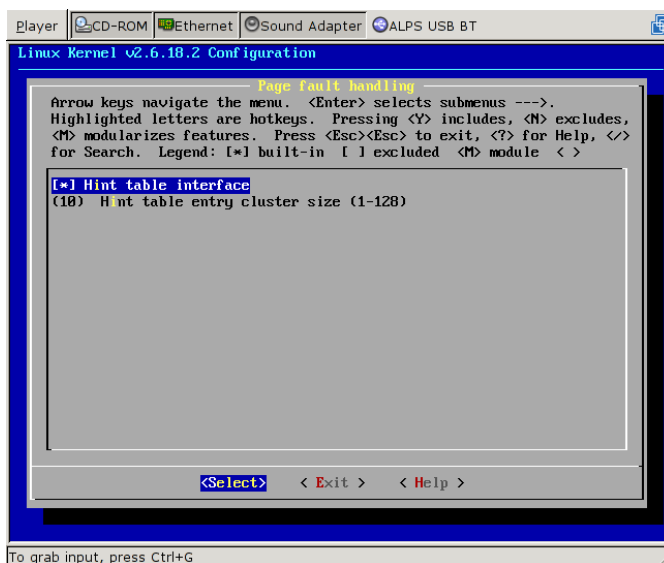 Player CD-ROM Ethernet Sound Adapter ALPS USB BT
Linux Kernel v2.6.18.2 Configuration
Page fault handling
Arrow keys navigate the menu. <Enter> selects submenus --->.
Highlighted letters are hotkeys. Pressing <Y> includes, <N> excludes,
<M> modularizes features. Press <Esc><Esc> to exit, <?> for Help, </>
for Search. Legend: [*] built-in [ ] excluded <M> module < >
[*] Hint table interface
(10) Hint table entry cluster size (1-128)
<Select> < Exit > < Help >
To grab input, press Ctrl+G